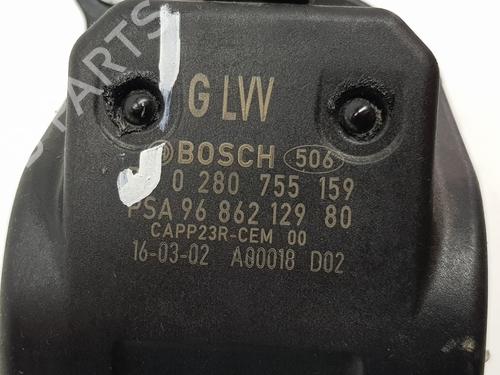 G LVV
BOSCH 506
0 280 755 159
PSA 96 862 129 80
CAPP23R-CEM 00
16-03-02 A00018 D02